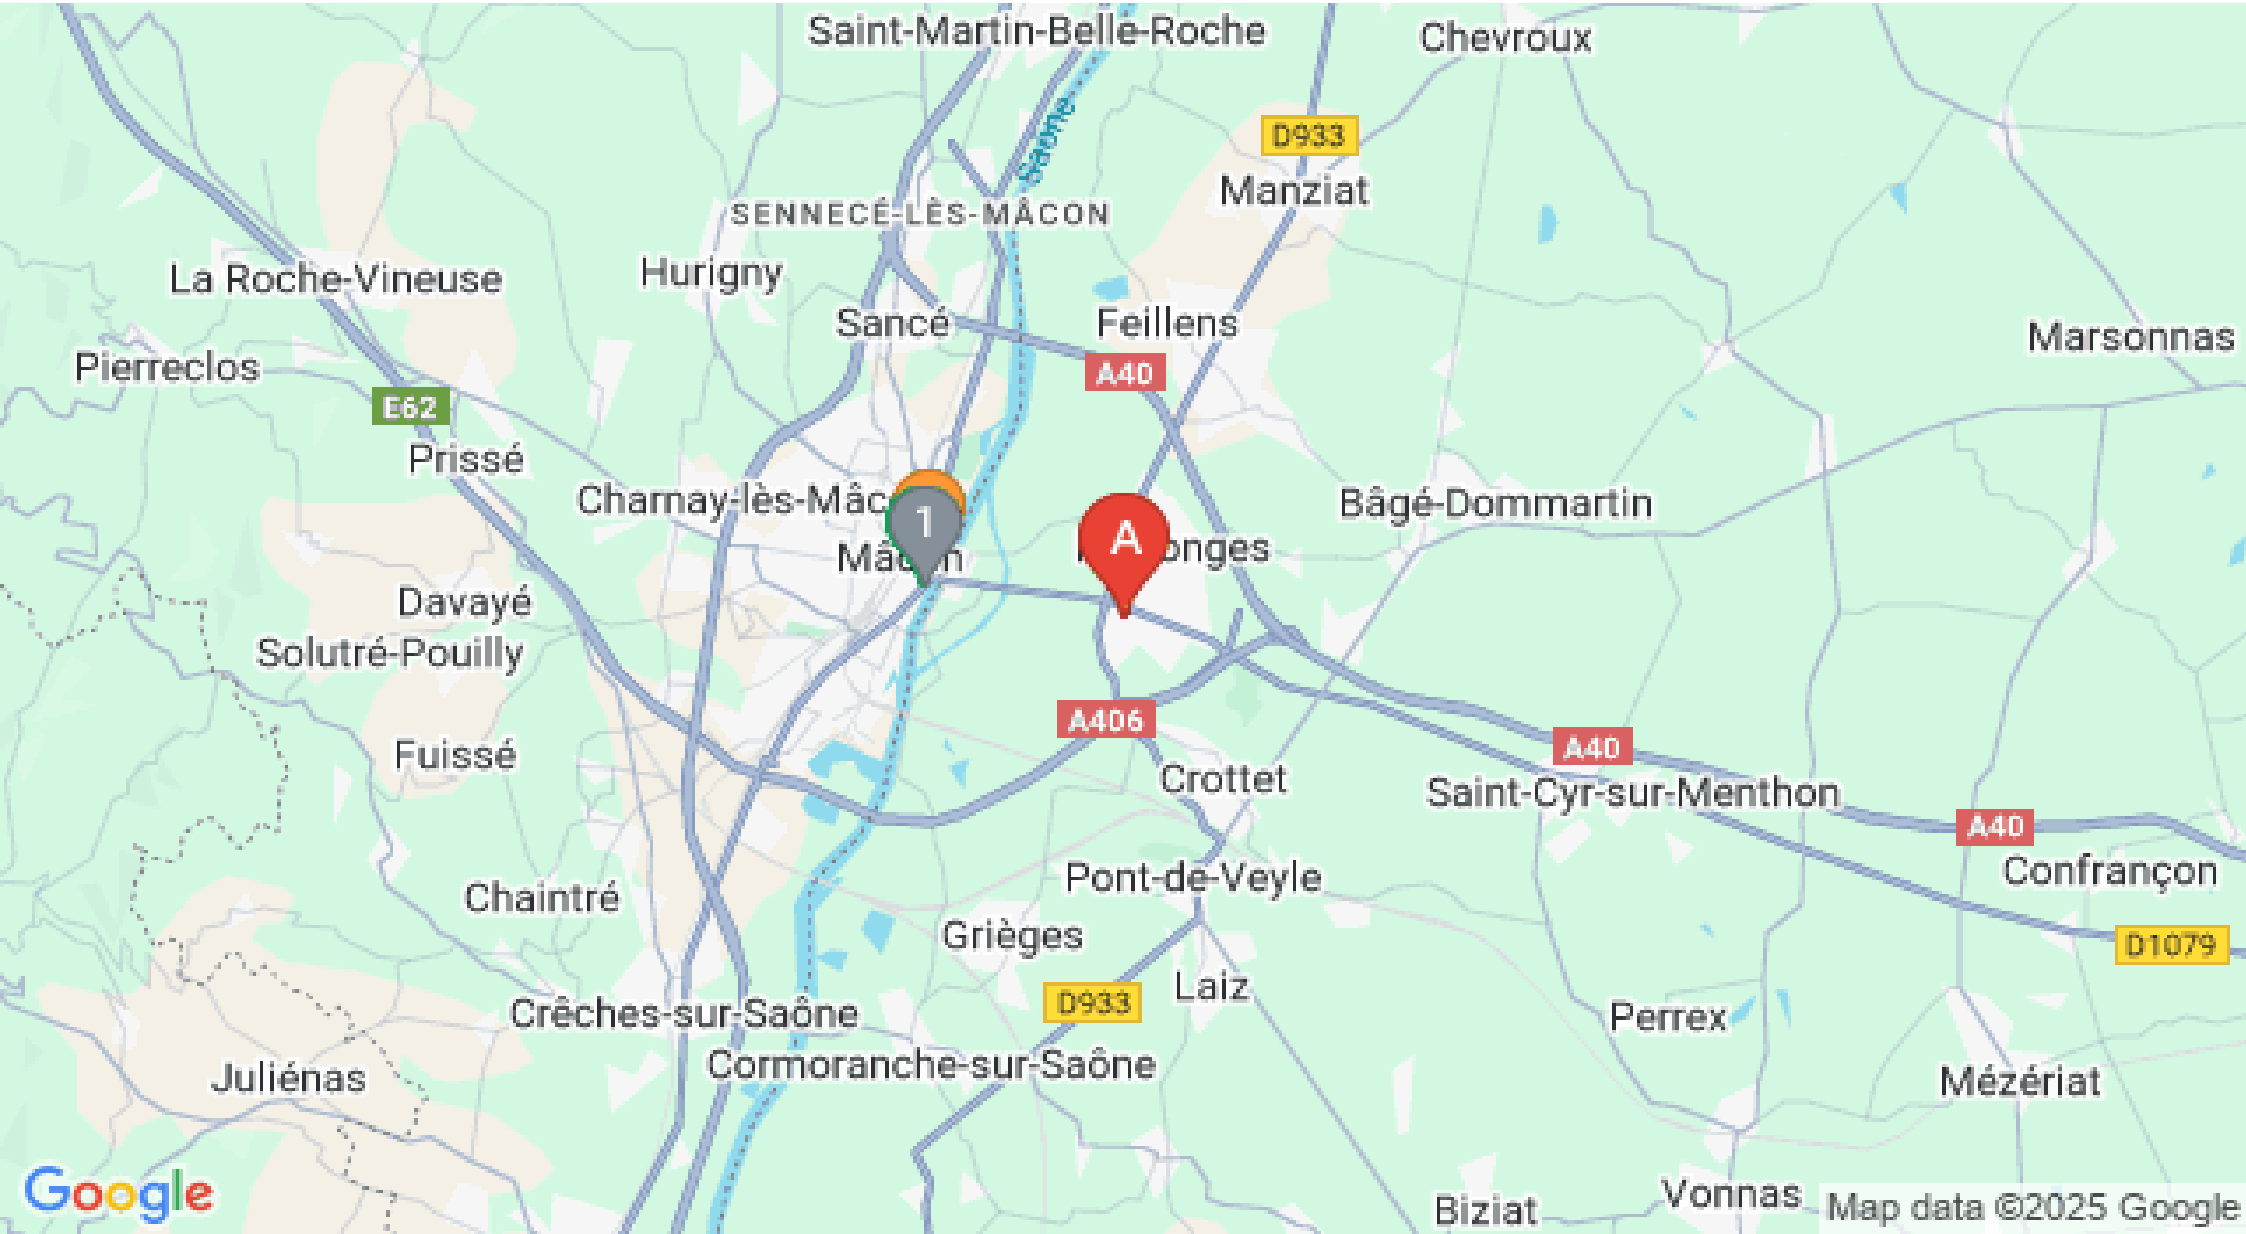 Saint-Martin-Belle-Roche
Chevroux
Saône
D933
Manziat
SENNECÉ-LÈS-MÂCON
La Roche-Vineuse
Hurigny
Sancé
Feillens
Marsonnas
Pierreclos
A40
E62
Prissé
Charnay-lès-Mâc
1
Bâgé-Dommartin
A
onges
Mâcon
Davayé
Solutré-Pouilly
A406
Fuissé
A40
Crottet
Saint-Cyr-sur-Menthon
A40
Confrançon
Pont-de-Veyle
Chaintré
Grièges
D1079
Laiz
D933
Crêches-sur-Saône
Perrex
Cormoranche-sur-Saône
Juliénas
Mézériat
Google
Vonnas
Biziat
Map data ©2025 Google